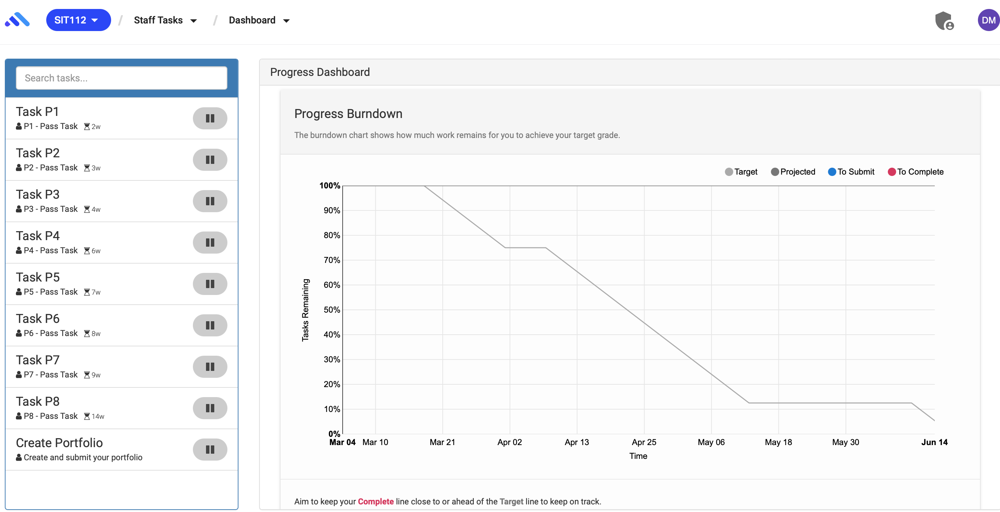 SIT112 / Staff Tasks / Dashboard
DM
Search tasks...
Task P1
P1 - Pass Task 2w
Task P2
P2 - Pass Task 3w
Task P3
P3 - Pass Task 4w
Task P4
P4 - Pass Task 6w
Task P5
P5 - Pass Task 7w
Task P6
P6 - Pass Task 8w
Task P7
P7 - Pass Task 9w
Task P8
P8 - Pass Task 14w
Create Portfolio
Create and submit your portfolio
Progress Dashboard
Progress Burndown
The burndown chart shows how much work remains for you to achieve your target grade.
Target Projected To Submit To Complete
Tasks Remaining
100%
90%
80%
70%
60%
50%
40%
30%
20%
10%
0%
Mar 04 Mar 10 Mar 21 Apr 02 Apr 13 Apr 25 May 06 May 18 May 30 Jun 14
Time
Aim to keep your Complete line close to or ahead of the Target line to keep on track.